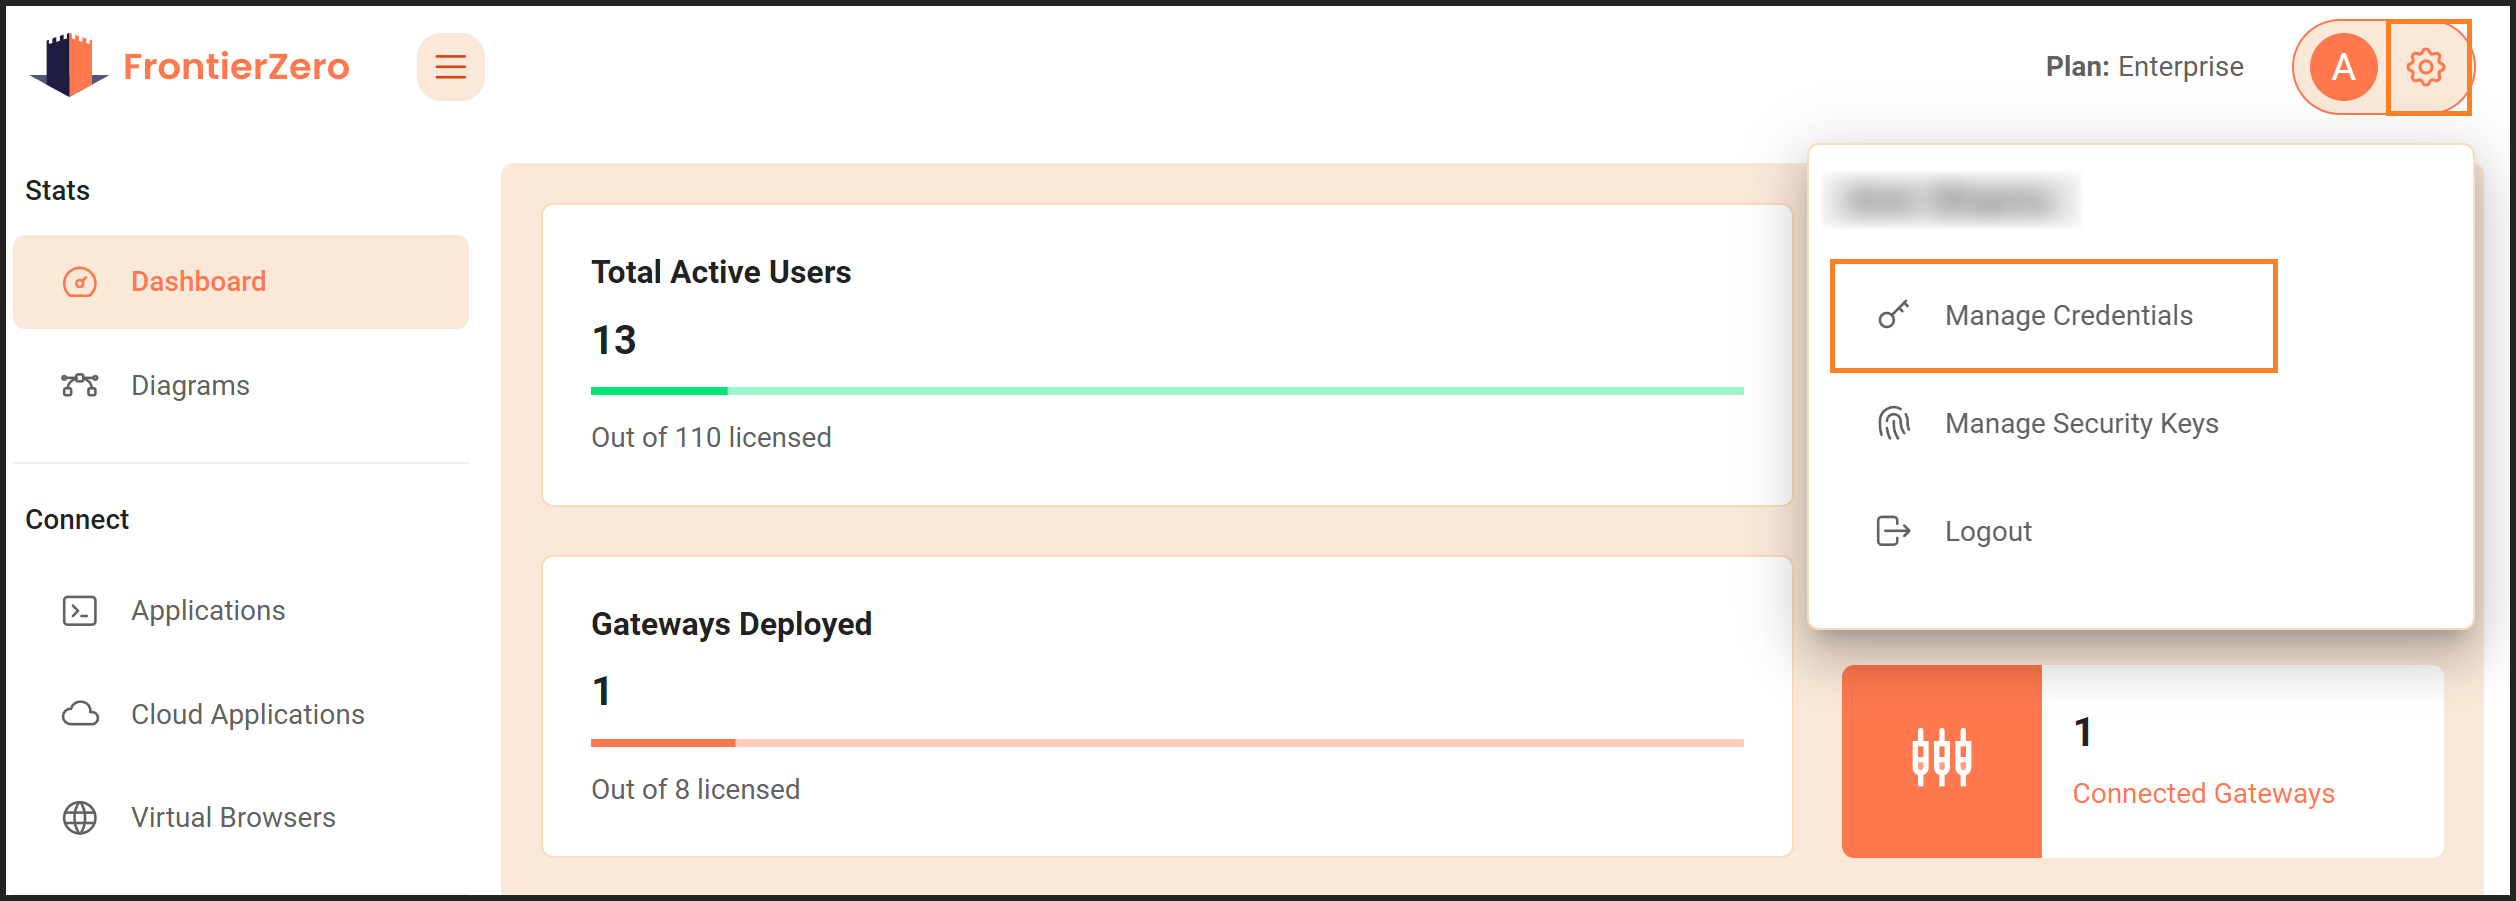 FrontierZero
Plan: Enterprise
A
Stats
Dashboard
Diagrams
Connect
Applications
Cloud Applications
Virtual Browsers
Total Active Users
13
Out of 110 licensed
Gateways Deployed
1
Out of 8 licensed
Manage Credentials
Manage Security Keys
Logout
1
Connected Gateways